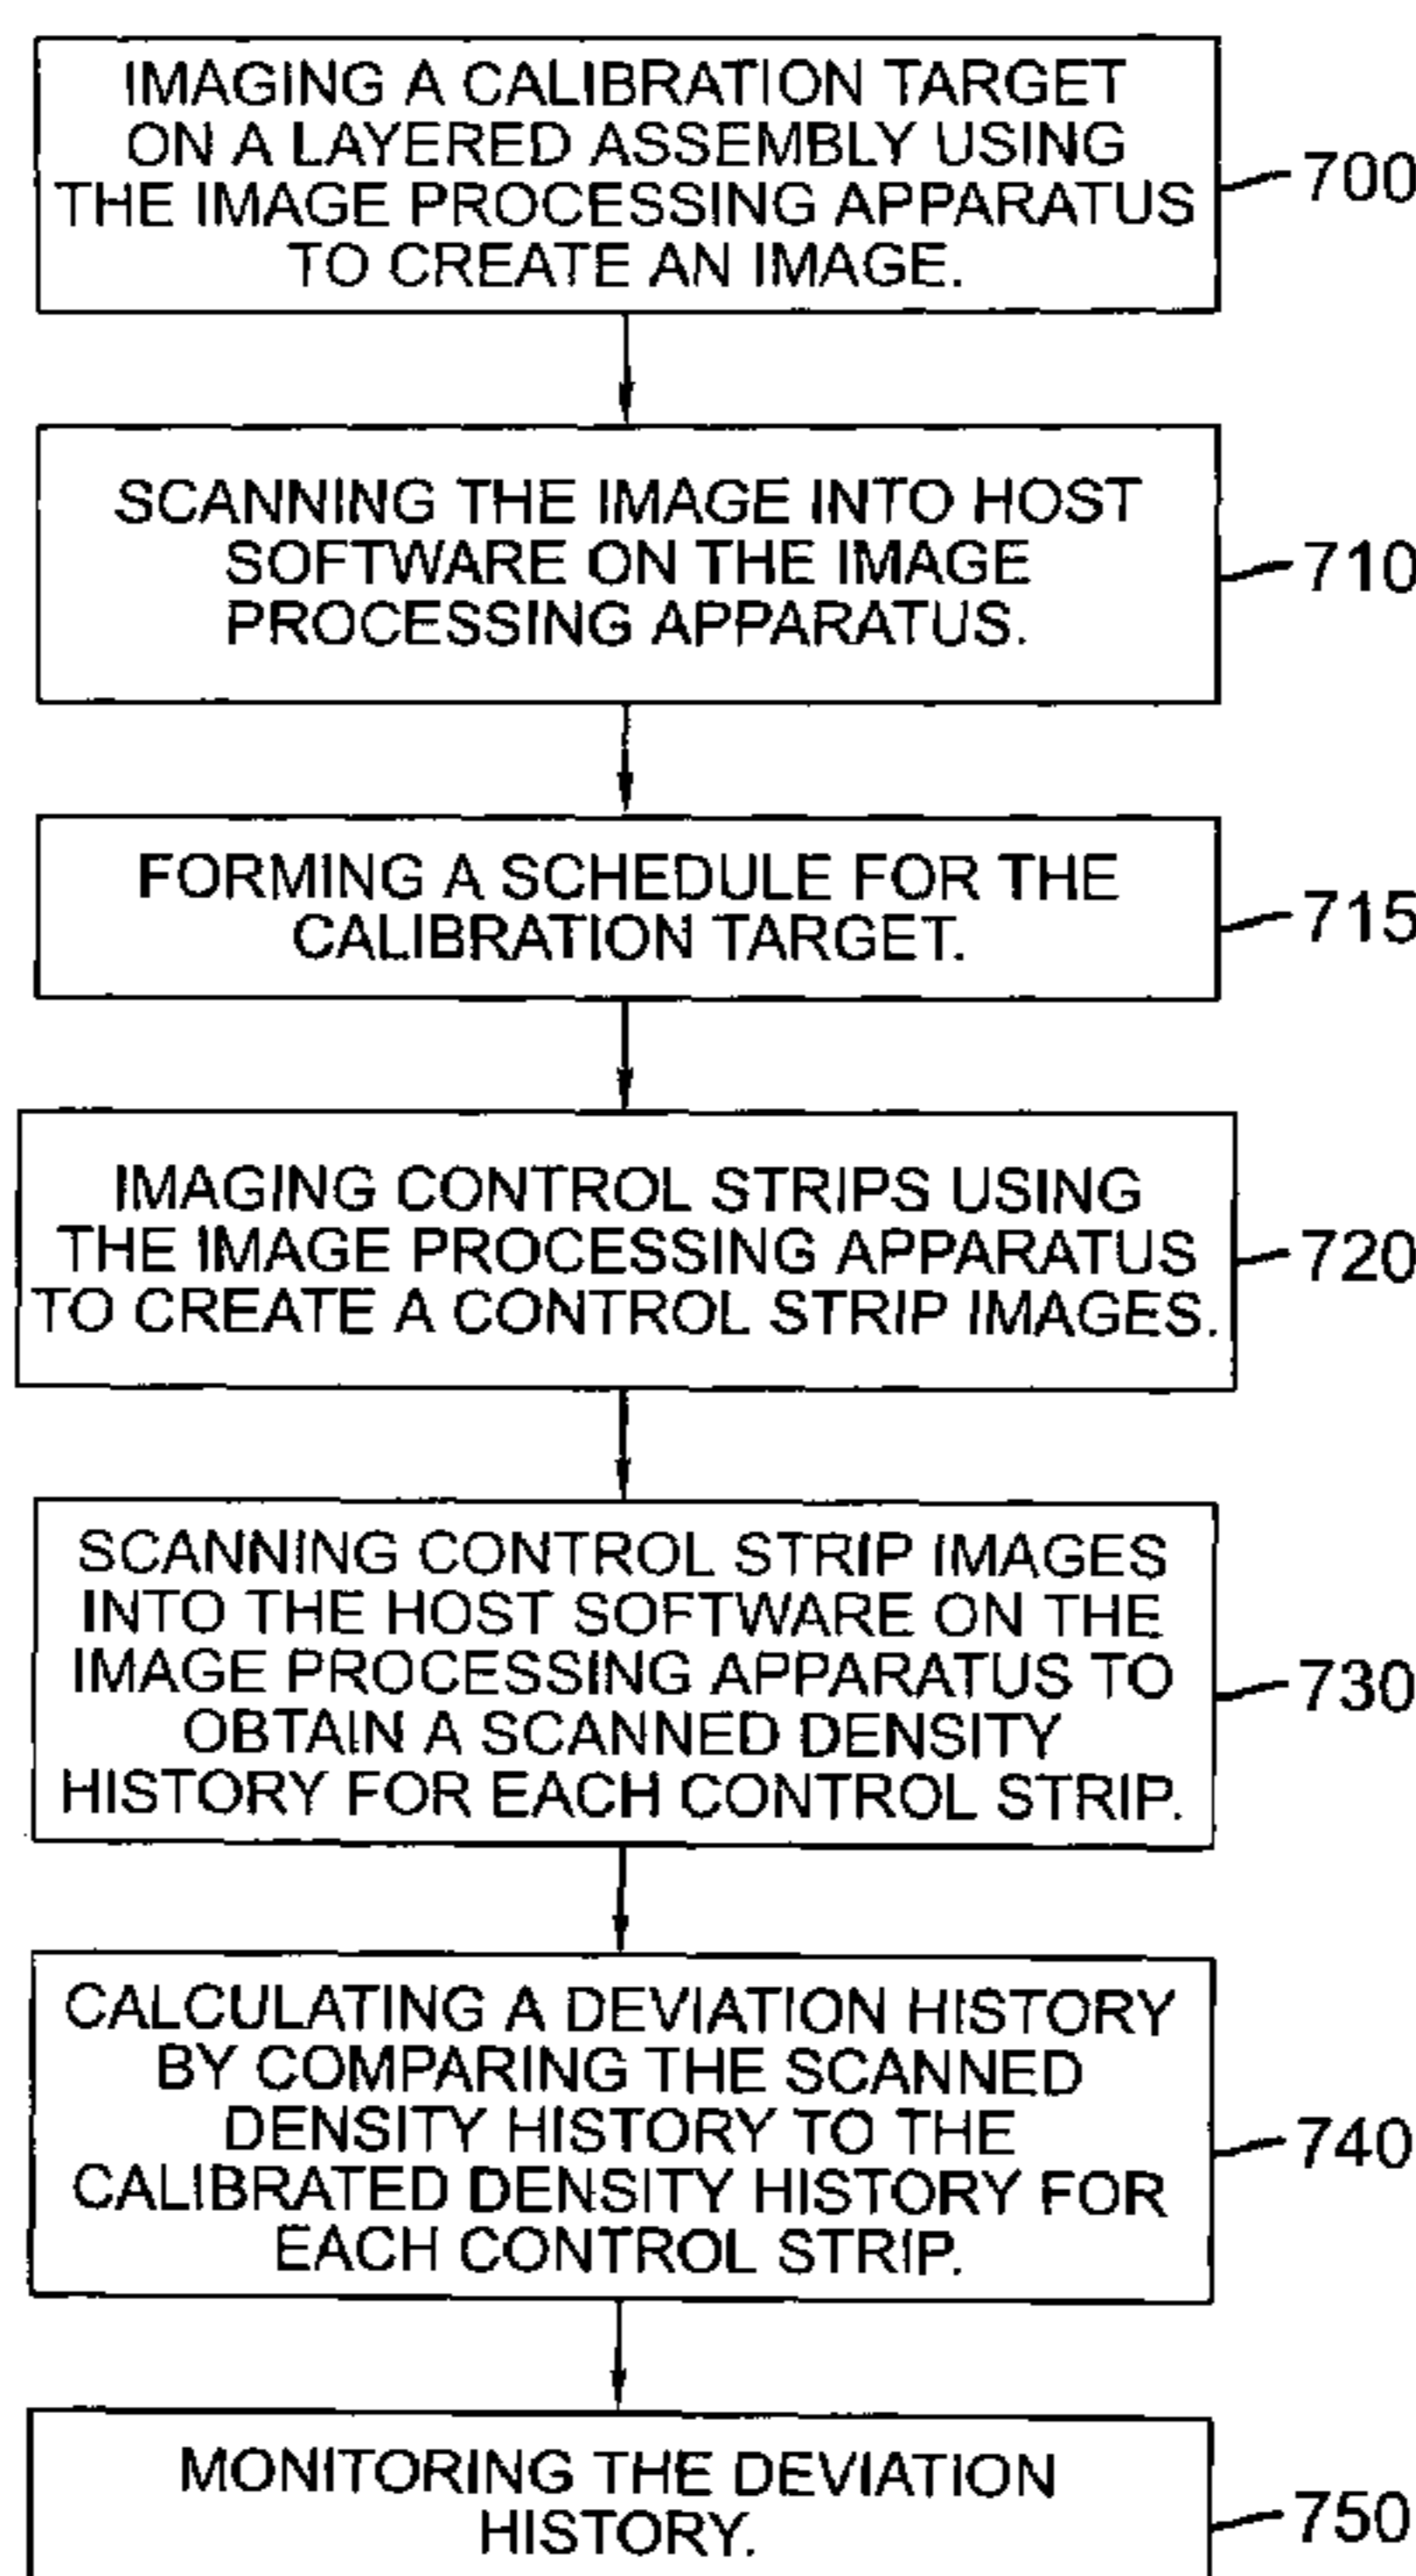 IMAGING A CALIBRATION TARGET
ON A LAYERED ASSEMBLY USING
THE IMAGE PROCESSING APPARATUS
TO CREATE AN IMAGE.
700
SCANNING THE IMAGE INTO HOST
SOFTWARE ON THE IMAGE
PROCESSING APPARATUS.
710
FORMING A SCHEDULE FOR THE
CALIBRATION TARGET.
715
IMAGING CONTROL STRIPS USING
THE IMAGE PROCESSING APPARATUS
TO CREATE A CONTROL STRIP IMAGES.
720
SCANNING CONTROL STRIP IMAGES
INTO THE HOST SOFTWARE ON THE
IMAGE PROCESSING APPARATUS TO
OBTAIN A SCANNED DENSITY
HISTORY FOR EACH CONTROL STRIP.
730
CALCULATING A DEVIATION HISTORY
BY COMPARING THE SCANNED
DENSITY HISTORY TO THE
CALIBRATED DENSITY HISTORY FOR
EACH CONTROL STRIP.
740
MONITORING THE DEVIATION
HISTORY.
750